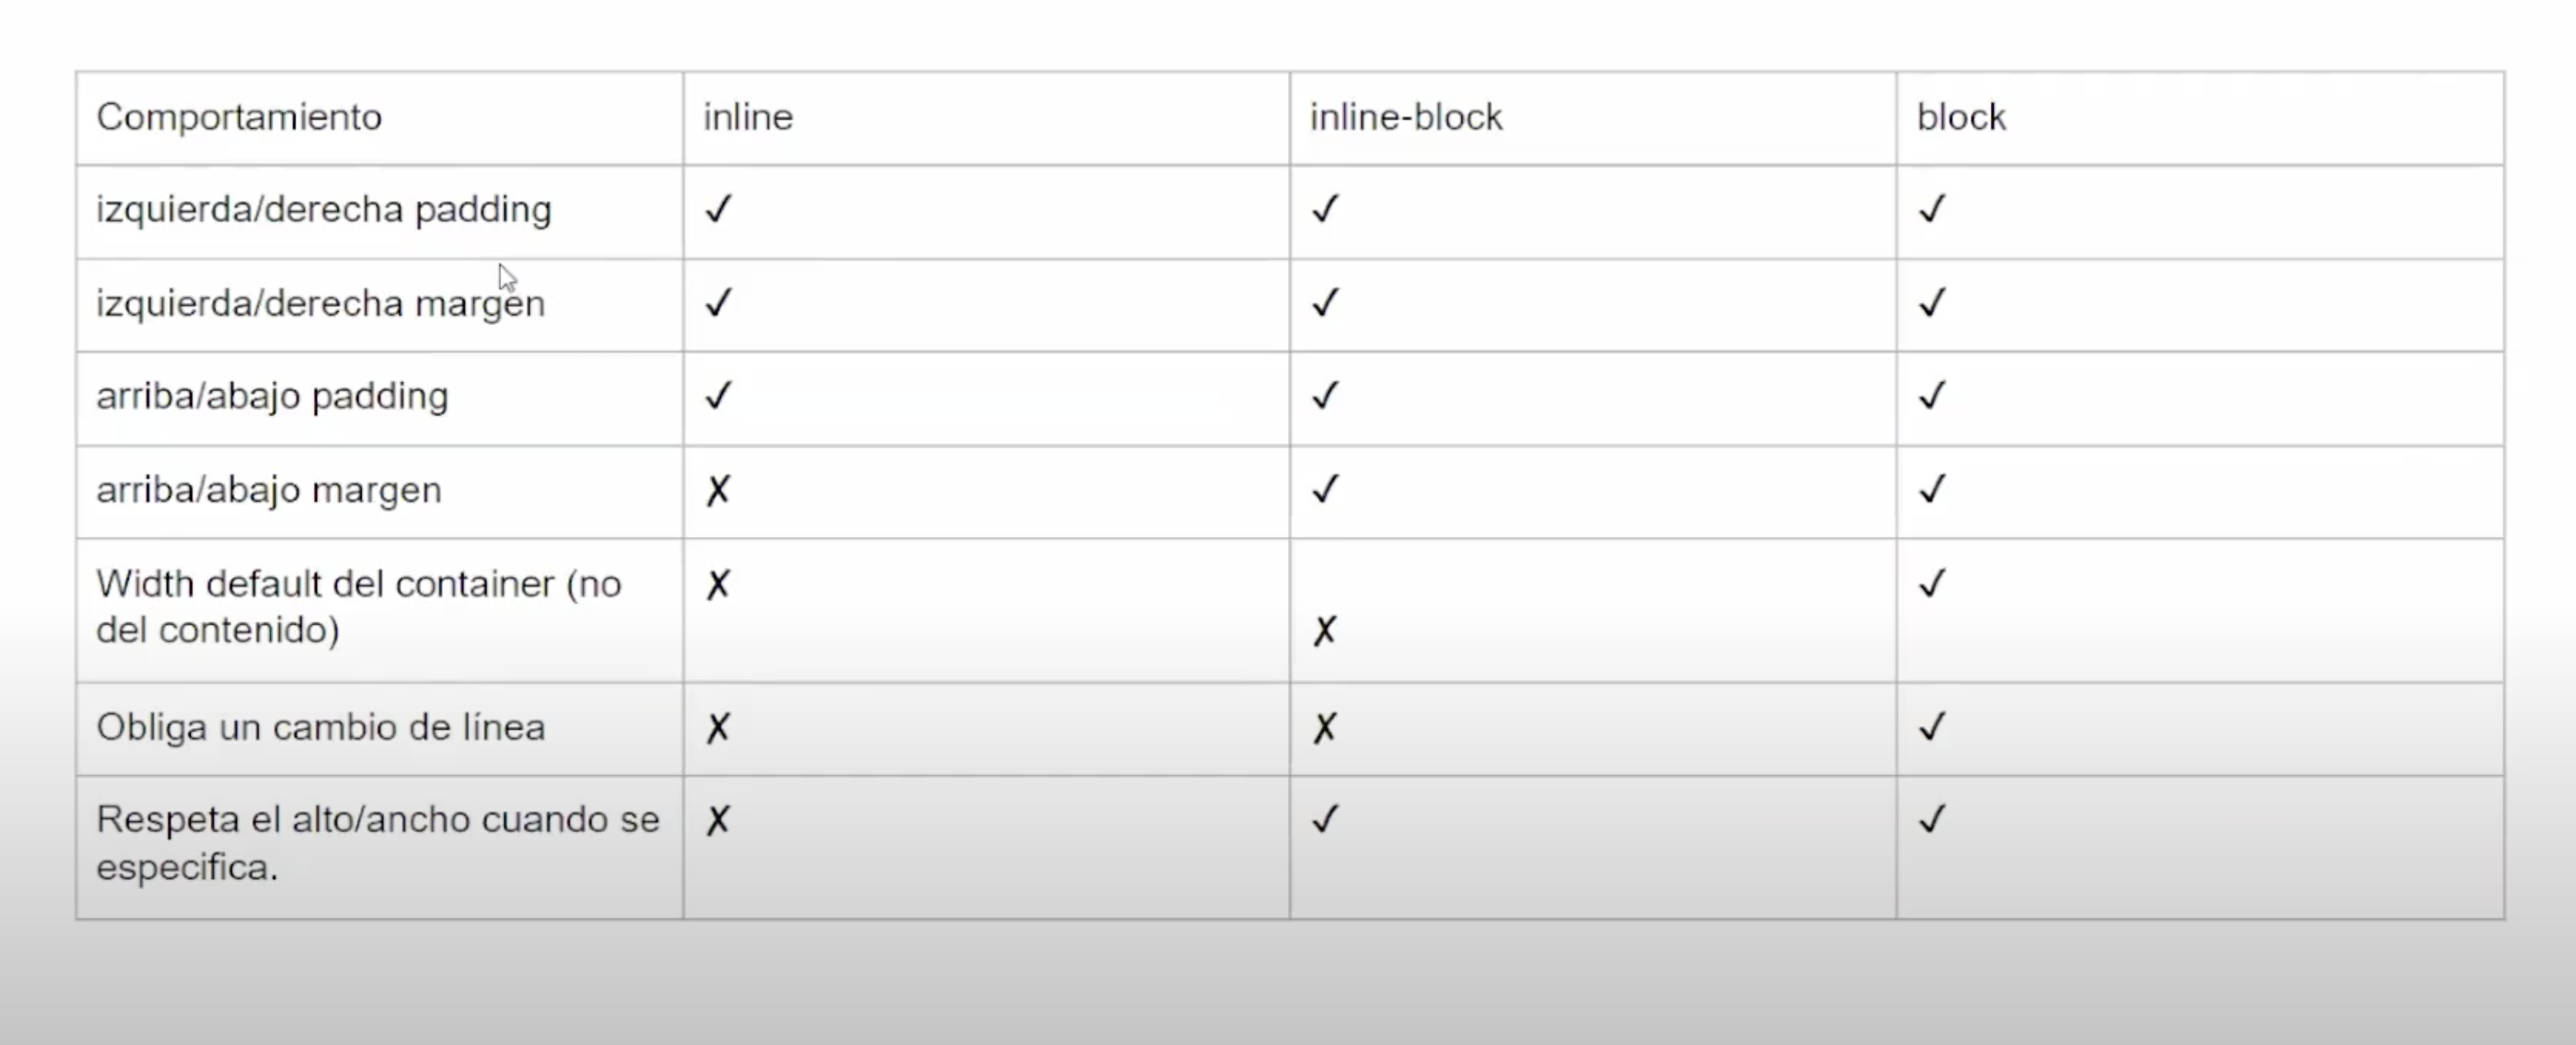 Comportamiento inline inline-block block
izquierda/derecha padding ✓ ✓ ✓
izquierda/derecha margen ✓ ✓ ✓
arriba/abajo padding ✓ ✓ ✓
arriba/abajo margen ✗ ✓ ✓
Width default del container (no ✗ ✓
del contenido) ✗
Obliga un cambio de línea ✗ ✗ ✓
Respeta el alto/ancho cuando se ✗ ✓ ✓
especifica.